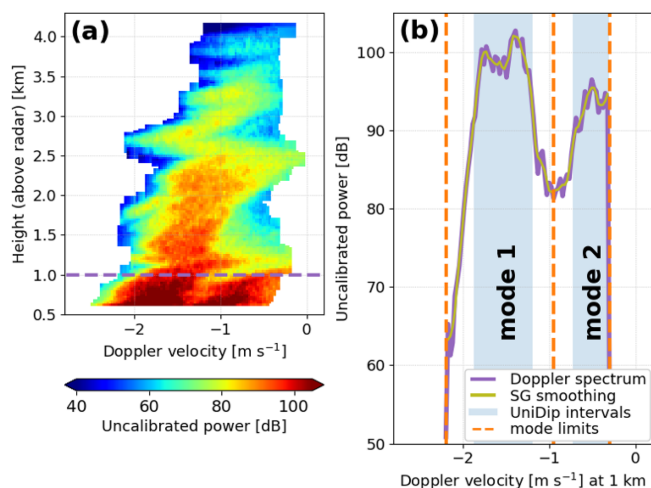 (a)
Height (above radar) [km]
4.0
3.5
3.0
2.5
2.0
1.5
1.0
0.5
−2 −1 0
Doppler velocity [m s⁻¹]
40 60 80 100
Uncalibrated power [dB]
(b)
Uncalibrated power [dB]
100
90
80
70
60
50
mode 1
mode 2
Doppler spectrum
SG smoothing
UniDip intervals
mode limits
−2 −1 0
Doppler velocity [m s⁻¹] at 1 km